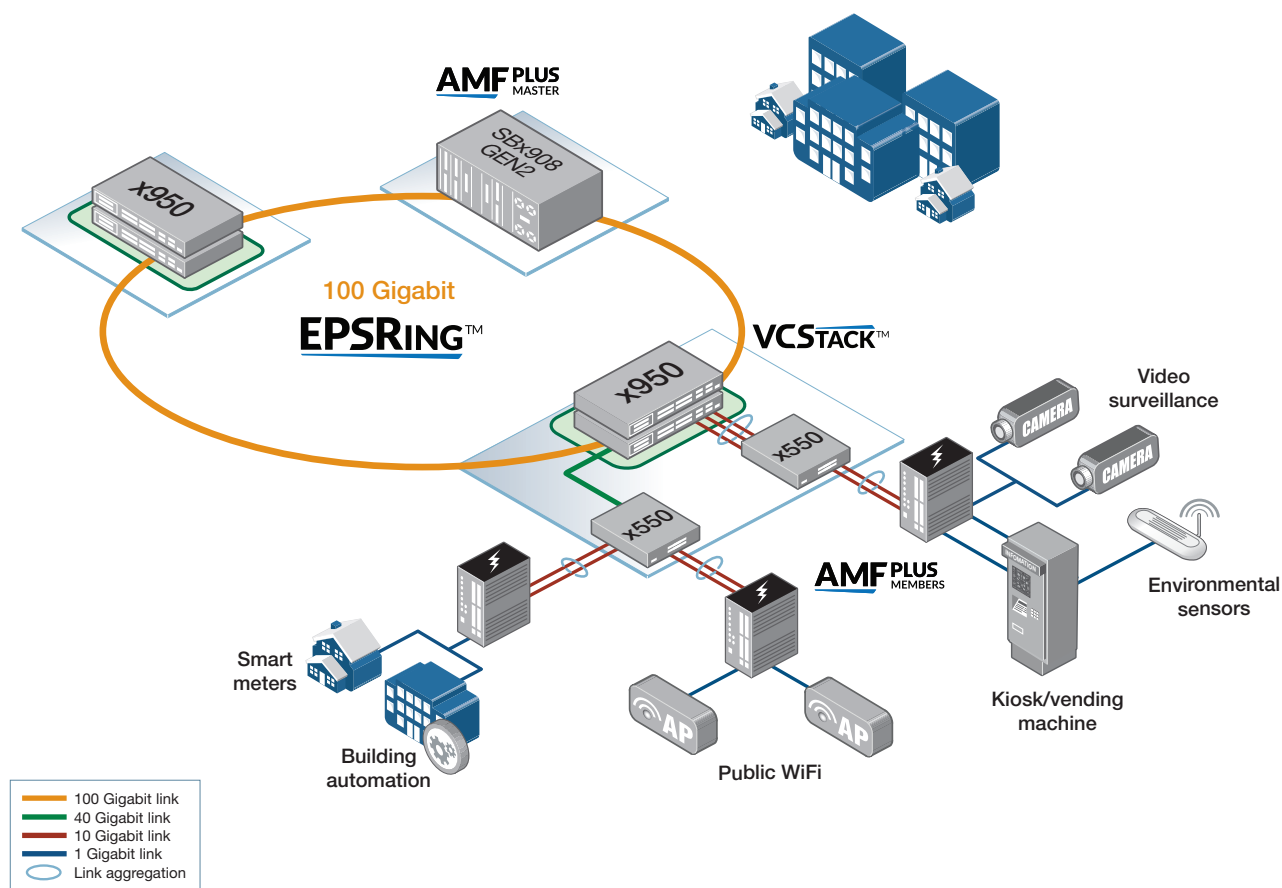 AMF PLUS
MASTER
SBx908
GEN2
x950
100 Gigabit
EPSRING™
VCSTACK™
x950
x550
x550
Video
surveillance
CAMERA
CAMERA
INFOMATION
AMF PLUS
MEMBERS
Environmental
sensors
Smart
meters
Kiosk/vending
machine
AP
AP
Building
automation
Public WiFi
100 Gigabit link
40 Gigabit link
10 Gigabit link
1 Gigabit link
Link aggregation